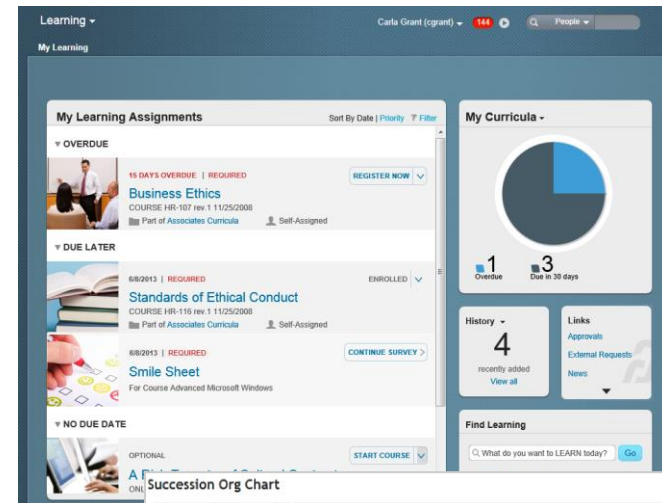 Learning
Carla Grant (cgrant)
144
People
My Learning
My Learning Assignments
Sort By Date | Priority Filter
OVERDUE
15 DAYS OVERDUE | REQUIRED
REGISTER NOW
Business Ethics
COURSE HR-107 rev.1 11/25/2008
Part of Associates Curricula Self-Assigned
DUE LATER
6/8/2013 | REQUIRED
ENROLLED
Standards of Ethical Conduct
COURSE HR-116 rev.1 11/25/2008
Part of Associates Curricula Self-Assigned
6/8/2013 | REQUIRED
CONTINUE SURVEY >
Smile Sheet
For Course Advanced Microsoft Windows
NO DUE DATE
OPTIONAL
START COURSE
Succession Org Chart
My Curricula
1
Overdue
3
Due in 30 days
History
4
recently added
View all
Links
Approvals
External Requests
News
Find Learning
What do you want to LEARN today?
Go